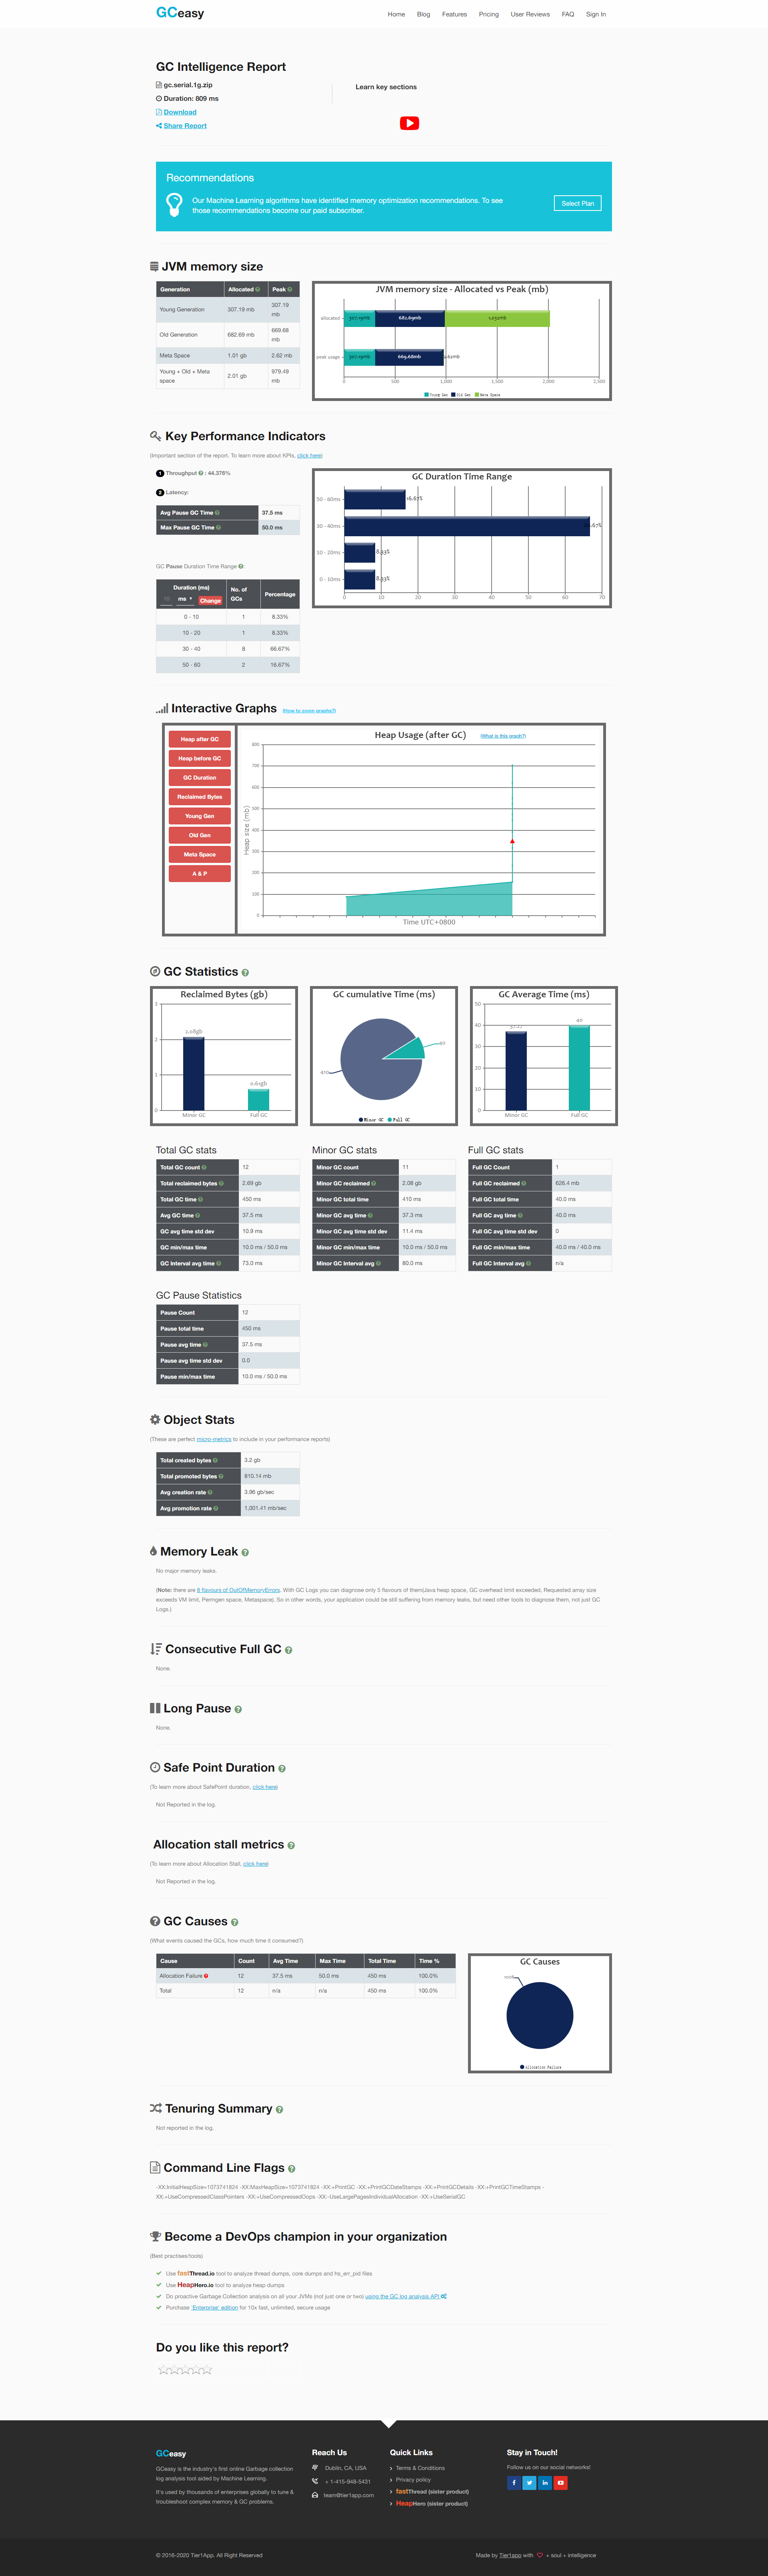 GCeasy
Home Blog Features Pricing User Reviews FAQ Sign In
GC Intelligence Report
gc.serial.1g.zip
Duration: 809 ms
Download
Share Report
Learn key sections
Recommendations
Our Machine Learning algorithms have identified memory optimization recommendations. To see
those recommendations become our paid subscriber.
Select Plan
JVM memory size
Generation Allocated Peak
Young Generation 307.19 mb 307.19 mb
Old Generation 682.69 mb 669.68 mb
Meta Space 1.01 gb 2.62 mb
Young + Old + Meta space 2.01 gb 979.49 mb
JVM memory size - Allocated vs Peak (mb)
allocated 307.19mb 682.69mb
peak usage 307.19mb 669.68mb
0 500 1,000 1,500 2,000 2,500
Young Gen Old Gen Meta Space
Key Performance Indicators
(Important section of the report. To learn more about KPIs, click here)
1 Throughput : 44.376%
2 Latency:
Avg Pause GC Time 37.5 ms
Max Pause GC Time 50.0 ms
GC Pause Duration Time Range :
Duration (ms) No. of GCs Percentage
ms Change
0 - 10 1 8.33%
10 - 20 1 8.33%
30 - 40 8 66.67%
50 - 60 2 16.67%
GC Duration Time Range
50 - 60ms 16.67%
30 - 40ms 66.67%
10 - 20ms 8.33%
0 - 10ms 8.33%
0 10 20 30 40 50 60 70
Interactive Graphs (How to zoom graphs?)
Heap after GC
Heap before GC
GC Duration
Reclaimed Bytes
Young Gen
Old Gen
Meta Space
A & P
Heap Usage (after GC) (What is this graph?)
Heap size (mb)
800
700
600
500
400
300
200
100
0
Time UTC+0800
GC Statistics
Reclaimed Bytes (gb)
3
2
1
0
2.08gb
0.61gb
Minor GC Full GC
GC cumulative Time (ms)
410
40
Minor GC Full GC
GC Average Time (ms)
50
40
30
20
10
0
37.27
40
Minor GC Full GC
Total GC stats
Total GC count 12
Total reclaimed bytes 2.69 gb
Total GC time 450 ms
Avg GC time 37.5 ms
GC avg time std dev 10.9 ms
GC min/max time 10.0 ms / 50.0 ms
GC Interval avg time 73.0 ms
Minor GC stats
Minor GC count 11
Minor GC reclaimed 2.08 gb
Minor GC total time 410 ms
Minor GC avg time 37.3 ms
Minor GC avg time std dev 11.4 ms
Minor GC min/max time 10.0 ms / 50.0 ms
Minor GC Interval avg 80.0 ms
Full GC stats
Full GC Count 1
Full GC reclaimed 626.4 mb
Full GC total time 40.0 ms
Full GC avg time 40.0 ms
Full GC avg time std dev 0
Full GC min/max time 40.0 ms / 40.0 ms
Full GC Interval avg n/a
GC Pause Statistics
Pause Count 12
Pause total time 450 ms
Pause avg time 37.5 ms
Pause avg time std dev 0.0
Pause min/max time 10.0 ms / 50.0 ms
Object Stats
(These are perfect micro-metrics to include in your performance reports)
Total created bytes 3.2 gb
Total promoted bytes 810.14 mb
Avg creation rate 3.96 gb/sec
Avg promotion rate 1,001.41 mb/sec
Memory Leak
No major memory leaks.
(Note: there are 8 flavours of OutOfMemoryErrors. With GC Logs you can diagnose only 5 flavours of them(Java heap space, GC overhead limit exceeded, Requested array size
exceeds VM limit, Permgen space, Metaspace). So in other words, your application could be still suffering from memory leaks, but need other tools to diagnose them, not just GC
Logs.)
Consecutive Full GC
None.
Long Pause
None.
Safe Point Duration
(To learn more about SafePoint duration, click here)
Not Reported in the log.
Allocation stall metrics
(To learn more about Allocation Stall, click here)
Not Reported in the log.
GC Causes
(What events caused the GCs, how much time it consumed?)
Cause Count Avg Time Max Time Total Time Time %
Allocation Failure 12 37.5 ms 50.0 ms 450 ms 100.0%
Total 12 n/a n/a 450 ms 100.0%
GC Causes
100%
Allocation Failure
Tenuring Summary
Not reported in the log.
Command Line Flags
-XX:InitialHeapSize=1073741824 -XX:MaxHeapSize=1073741824 -XX:+PrintGC -XX:+PrintGCDateStamps -XX:+PrintGCDetails -XX:+PrintGCTimeStamps -
XX:+UseCompressedClassPointers -XX:+UseCompressedOops -XX:-UseLargePagesIndividualAllocation -XX:+UseSerialGC
Become a DevOps champion in your organization
(Best practises/tools)
Use fastThread.io tool to analyze thread dumps, core dumps and hs_err_pid files
Use HeapHero.io tool to analyze heap dumps
Do proactive Garbage Collection analysis on all your JVMs (not just one or two) using the GC log analysis API
Purchase 'Enterprise' edition for 10x fast, unlimited, secure usage
Do you like this report?
GCeasy
GCeasy is the industry's first online Garbage collection
log analysis tool aided by Machine Learning.
It's used by thousands of enterprises globally to tune &
troubleshoot complex memory & GC problems.
Reach Us
Dublin, CA, USA
+ 1-415-948-5431
team@tier1app.com
Quick Links
Terms & Conditions
Privacy policy
fastThread (sister product)
HeapHero (sister product)
Stay in Touch!
Follow us on our social networks!
© 2016-2020 Tier1App. All Right Reserved
Made by Tier1app with + soul + intelligence